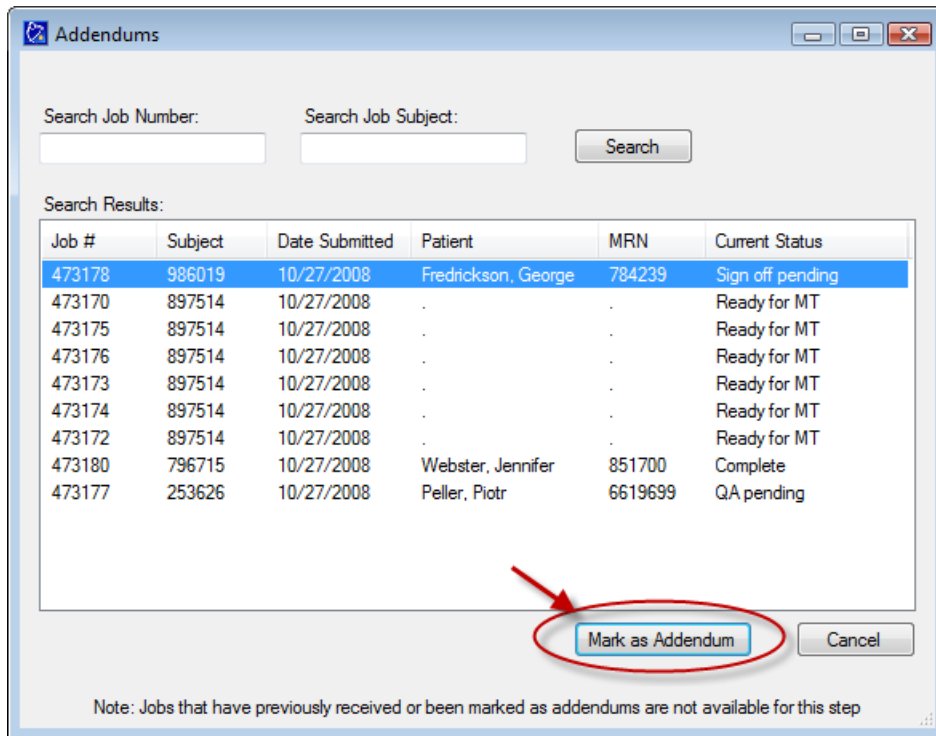 Addendums
Search Job Number: Search Job Subject:
Search
Search Results:
Job # Subject Date Submitted Patient MRN Current Status
473178 986019 10/27/2008 Fredrickson, George 784239 Sign off pending
473170 897514 10/27/2008 . . Ready for MT
473175 897514 10/27/2008 . . Ready for MT
473176 897514 10/27/2008 . . Ready for MT
473173 897514 10/27/2008 . . Ready for MT
473174 897514 10/27/2008 . . Ready for MT
473172 897514 10/27/2008 . . Ready for MT
473180 796715 10/27/2008 Webster, Jennifer 851700 Complete
473177 253626 10/27/2008 Peller, Piotr 6619699 QA pending
Mark as Addendum Cancel
Note: Jobs that have previously received or been marked as addendums are not available for this step